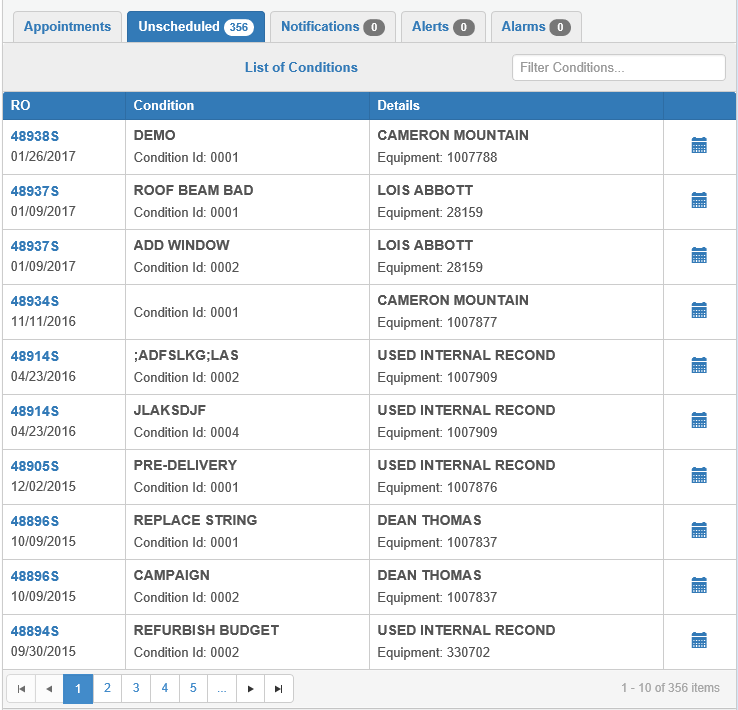 Appointments Unscheduled 356 Notifications 0 Alerts 0 Alarms 0
List of Conditions Filter Conditions...
RO Condition Details
48938S DEMO CAMERON MOUNTAIN
01/26/2017 Condition Id: 0001 Equipment: 1007788
48937S ROOF BEAM BAD LOIS ABBOTT
01/09/2017 Condition Id: 0001 Equipment: 28159
48937S ADD WINDOW LOIS ABBOTT
01/09/2017 Condition Id: 0002 Equipment: 28159
48934S CAMERON MOUNTAIN
11/11/2016 Condition Id: 0001 Equipment: 1007877
48914S ;ADFSLKG;LAS USED INTERNAL RECOND
04/23/2016 Condition Id: 0002 Equipment: 1007909
48914S JLAKSDJF USED INTERNAL RECOND
04/23/2016 Condition Id: 0004 Equipment: 1007909
48905S PRE-DELIVERY USED INTERNAL RECOND
12/02/2015 Condition Id: 0001 Equipment: 1007876
48896S REPLACE STRING DEAN THOMAS
10/09/2015 Condition Id: 0001 Equipment: 1007837
48896S CAMPAIGN DEAN THOMAS
10/09/2015 Condition Id: 0002 Equipment: 1007837
48894S REFURBISH BUDGET USED INTERNAL RECOND
09/30/2015 Condition Id: 0002 Equipment: 330702
1 2 3 4 5 ... 1 - 10 of 356 items